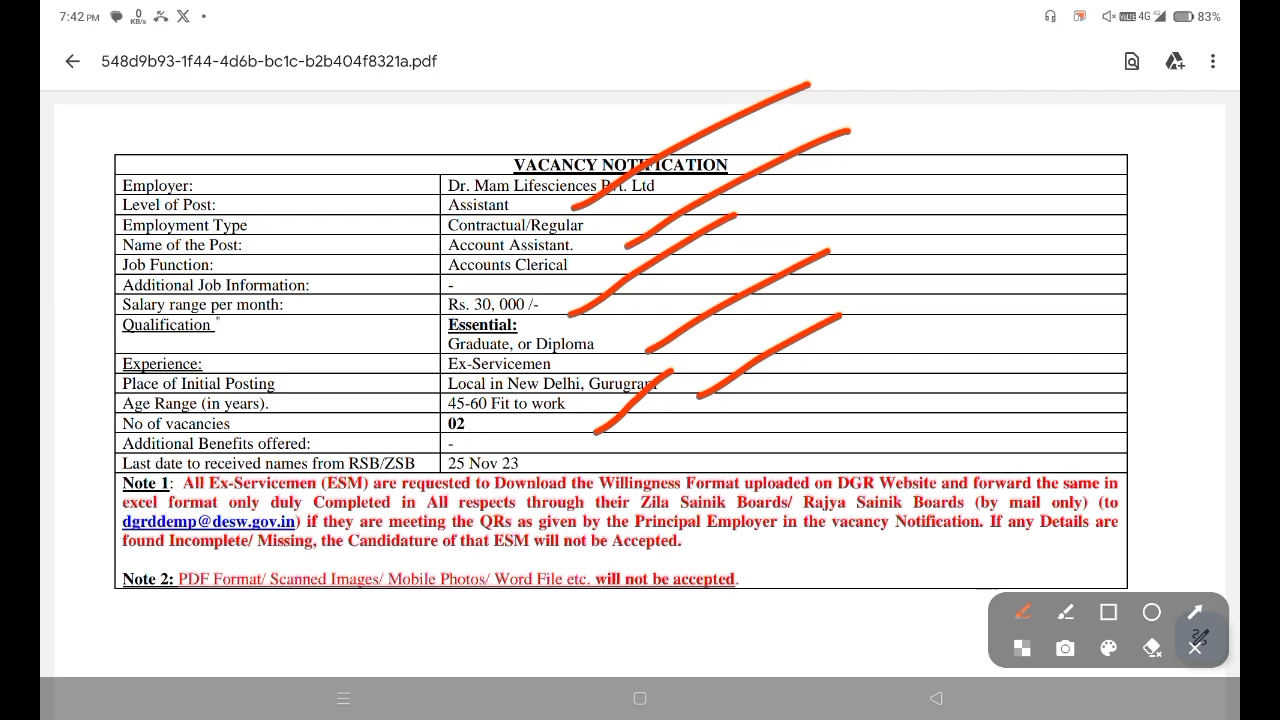 7:42 PM 0 KB/s X • VoLTE 4G 4G 83%
548d9b93-1f44-4d6b-bc1c-b2b404f8321a.pdf
VACANCY NOTIFICATION
Employer: Dr. Mam Lifesciences Pvt. Ltd
Level of Post: Assistant
Employment Type Contractual/Regular
Name of the Post: Account Assistant.
Job Function: Accounts Clerical
Additional Job Information: -
Salary range per month: Rs. 30, 000 /-
Qualification * Essential:
Graduate, or Diploma
Experience: Ex-Servicemen
Place of Initial Posting Local in New Delhi, Gurugram
Age Range (in years). 45-60 Fit to work
No of vacancies 02
Additional Benefits offered: -
Last date to received names from RSB/ZSB 25 Nov 23
Note 1: All Ex-Servicemen (ESM) are requested to Download the Willingness Format uploaded on DGR Website and forward the same in
excel format only duly Completed in All respects through their Zila Sainik Boards/ Rajya Sainik Boards (by mail only) (to
dgrddemp@desw.gov.in) if they are meeting the QRs as given by the Principal Employer in the vacancy Notification. If any Details are
found Incomplete/ Missing, the Candidature of that ESM will not be Accepted.
Note 2: PDF Format/ Scanned Images/ Mobile Photos/ Word File etc. will not be accepted.